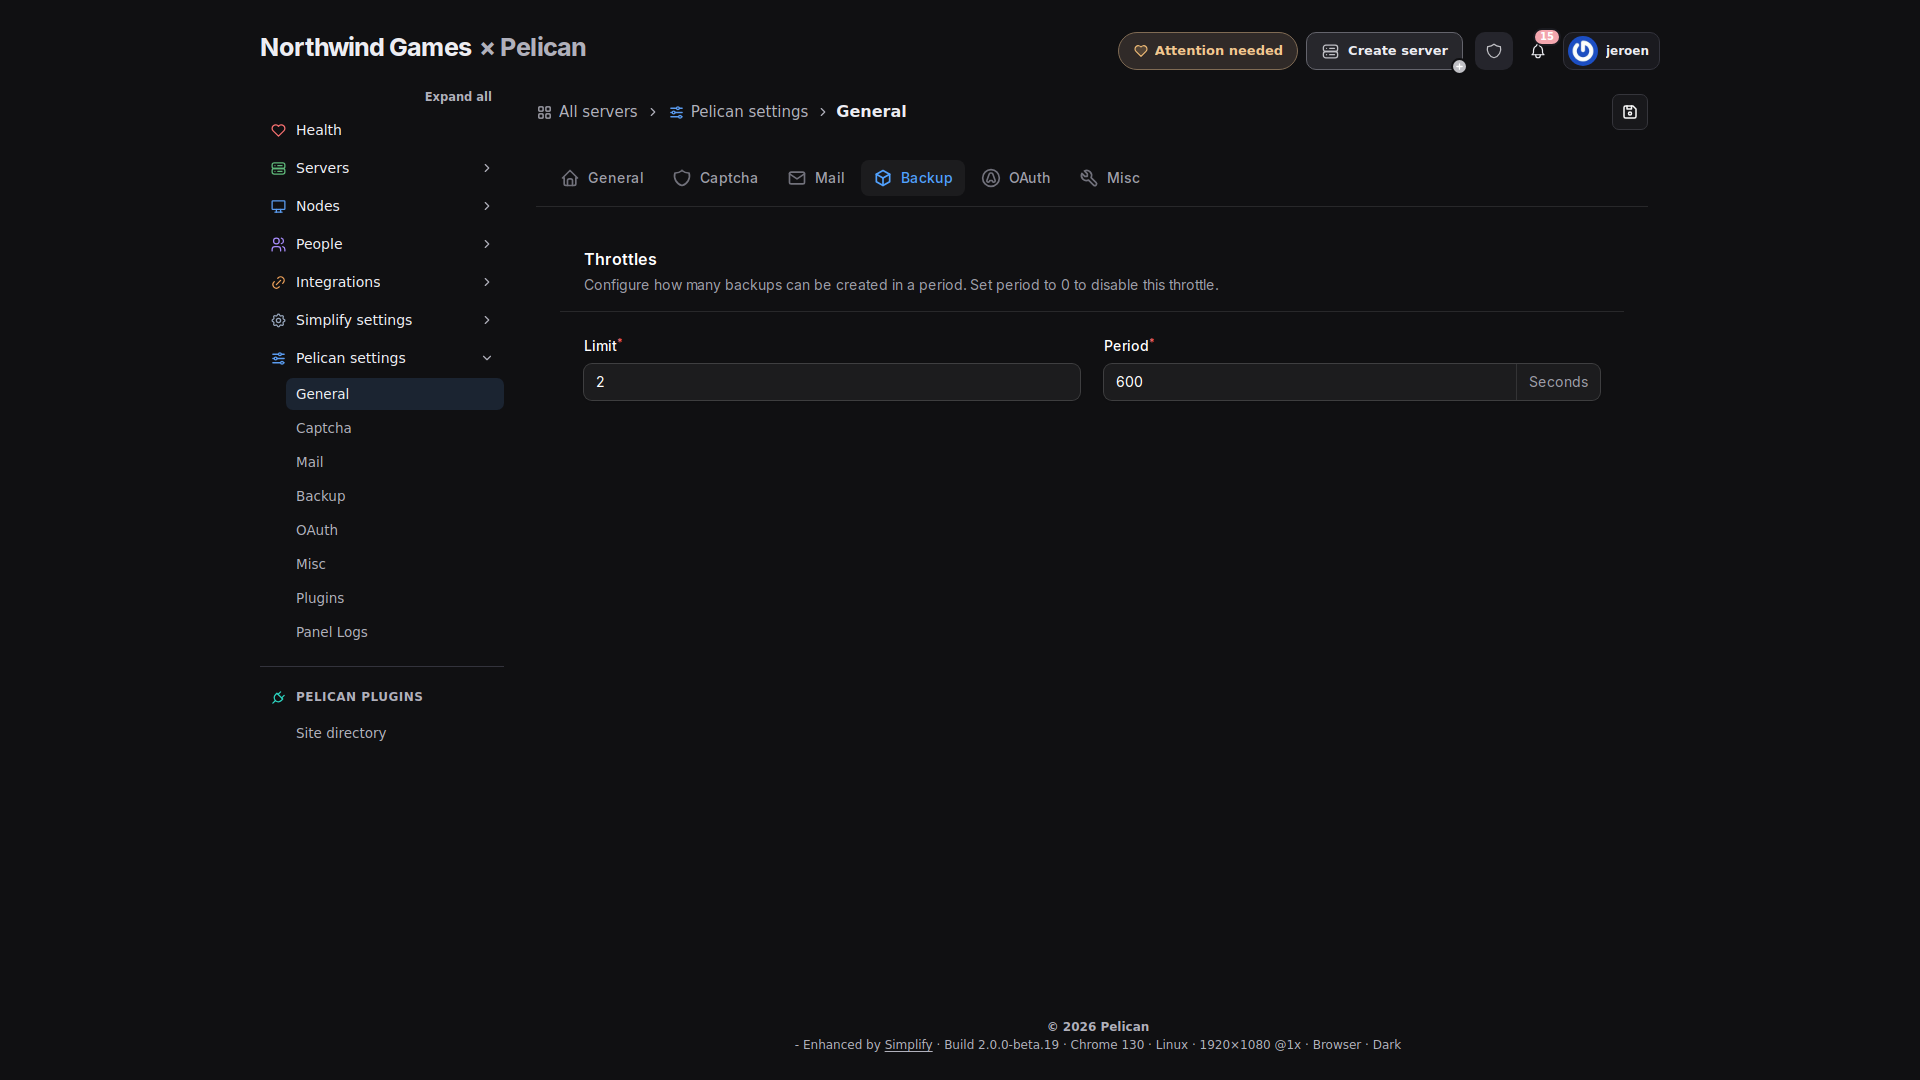 Northwind Games × Pelican
Attention needed
Create server
15
jeroen
Expand all
Health
Servers
Nodes
People
Integrations
Simplify settings
Pelican settings
General
Captcha
Mail
Backup
OAuth
Misc
Plugins
Panel Logs
PELICAN PLUGINS
Site directory
All servers > Pelican settings > General
General Captcha Mail Backup OAuth Misc
Throttles
Configure how many backups can be created in a period. Set period to 0 to disable this throttle.
Limit*
2
Period*
600 Seconds
© 2026 Pelican
- Enhanced by Simplify · Build 2.0.0-beta.19 · Chrome 130 · Linux · 1920×1080 @1x · Browser · Dark